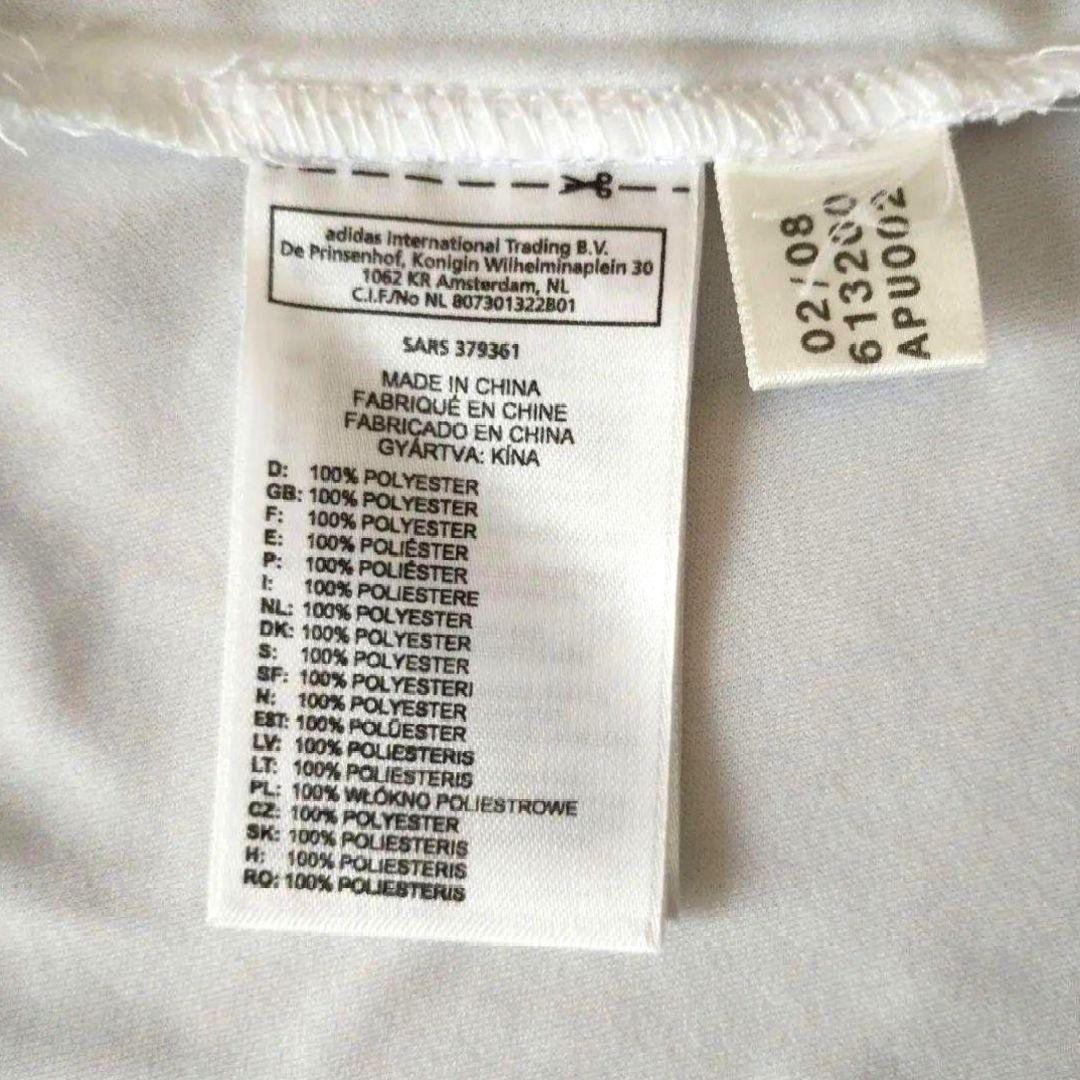 adidas International Trading B.V.
De Prinsenhof, Konigin Wilhelminaplein 30
1062 KR Amsterdam, NL
C.I.F./No NL 807301322B01
SARS 379361
MADE IN CHINA
FABRIQUÉ EN CHINE
FABRICADO EN CHINA
GYÁRTVA: KÍNA
D: 100% POLYESTER
GB: 100% POLYESTER
F: 100% POLYESTER
E: 100% POLIÉSTER
P: 100% POLIÉSTER
I: 100% POLIESTERE
NL: 100% POLYESTER
DK: 100% POLYESTER
S: 100% POLYESTER
SF: 100% POLYESTERI
N: 100% POLYESTER
EST: 100% POLÜESTER
LV: 100% POLIESTERIS
LT: 100% POLIESTERIS
PL: 100% WŁÓKNO POLIESTROWE
CZ: 100% POLYESTER
SK: 100% POLIESTERIS
H: 100% POLIESTERIS
RO: 100% POLIESTERIS
02/08
613200
APU002